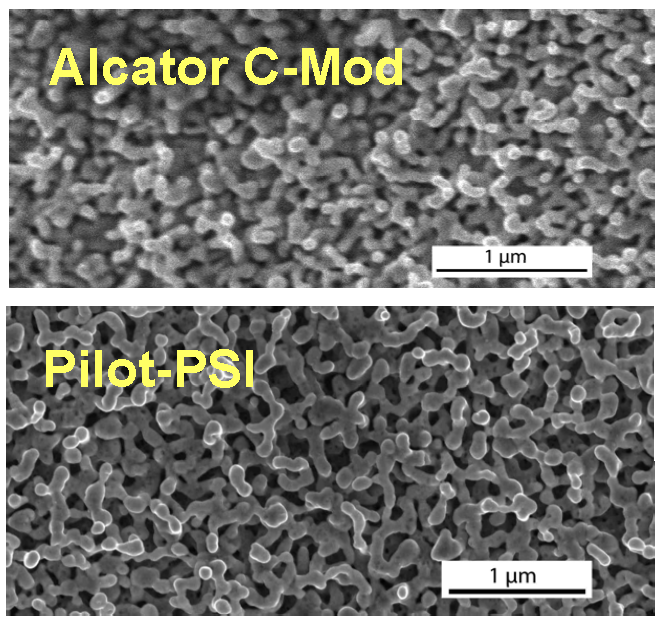 Alcator C-Mod
1 μm
Pilot-PSI
1 μm